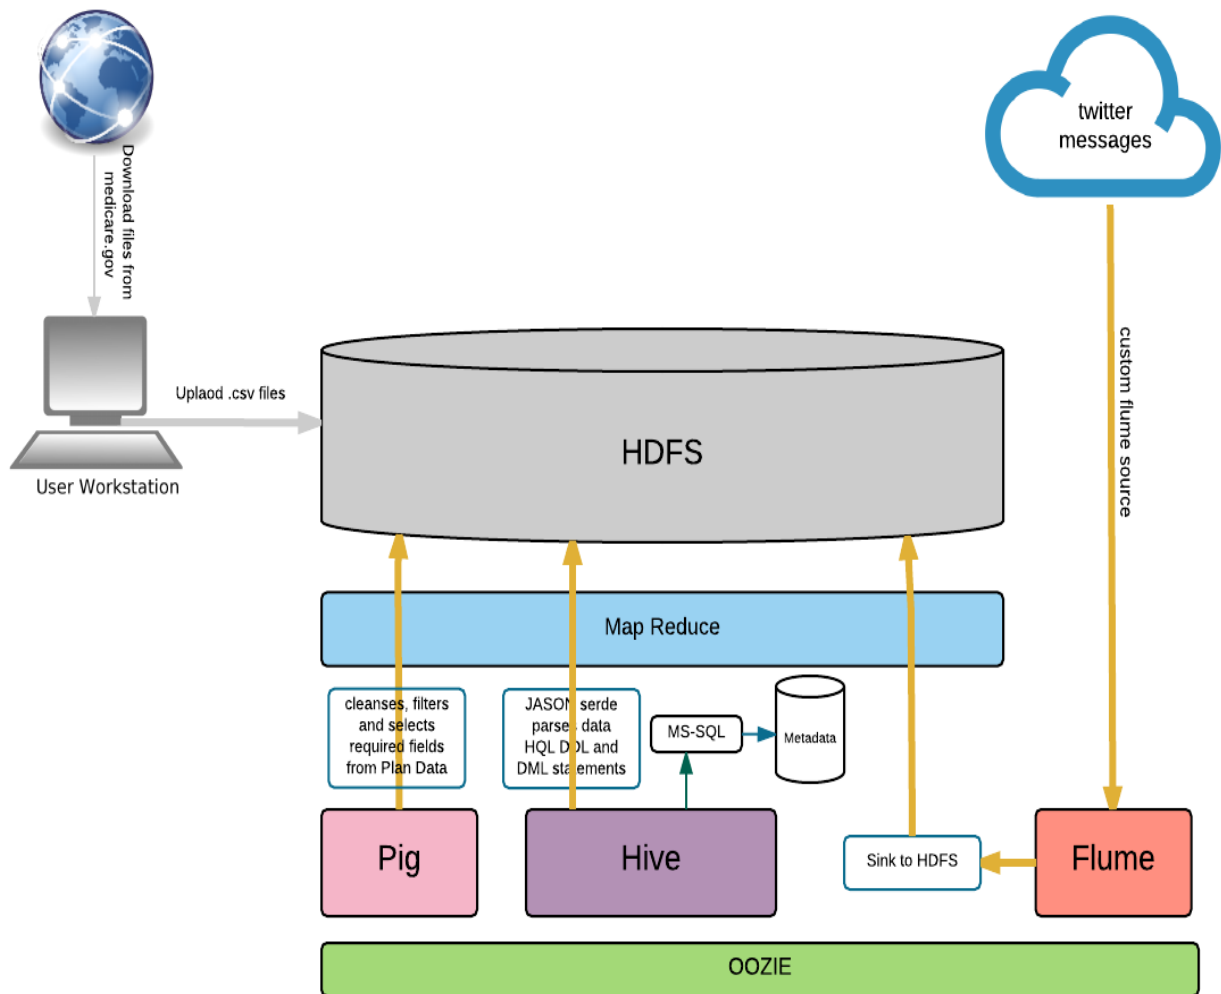 twitter
messages
Download files from
medicare.gov
custom flume source
Uplaod .csv files
User Workstation
HDFS
Map Reduce
cleanses, filters
and selects
required fields
from Plan Data
JASON serde
parses data
HQL DDL and
DML statements
MS-SQL
Metadata
Pig
Hive
Sink to HDFS
Flume
OOZIE